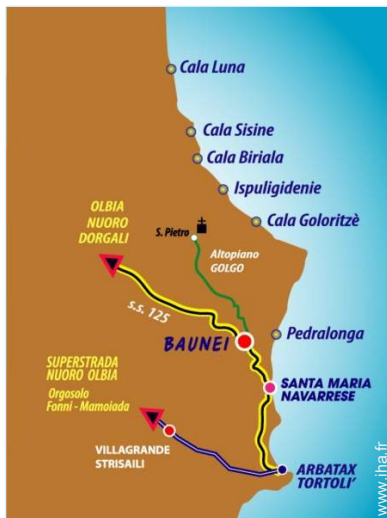 Cala Luna
Cala Sisine
Cala Biriala
Ispuligidenie
Cala Goloritzè
OLBIA
NUORO
DORGALI
S. Pietro
Altopiano
GOLGO
s.s. 125
BAUNEI
Pedralonga
SUPERSTRADA
NUORO OLBIA
Orgosolo
Fonni - Mamoiada
SANTA MARIA
NAVARRESE
VILLAGRANDE
STRISAILI
ARBATAX
TORTOLI'
www.iha.fr